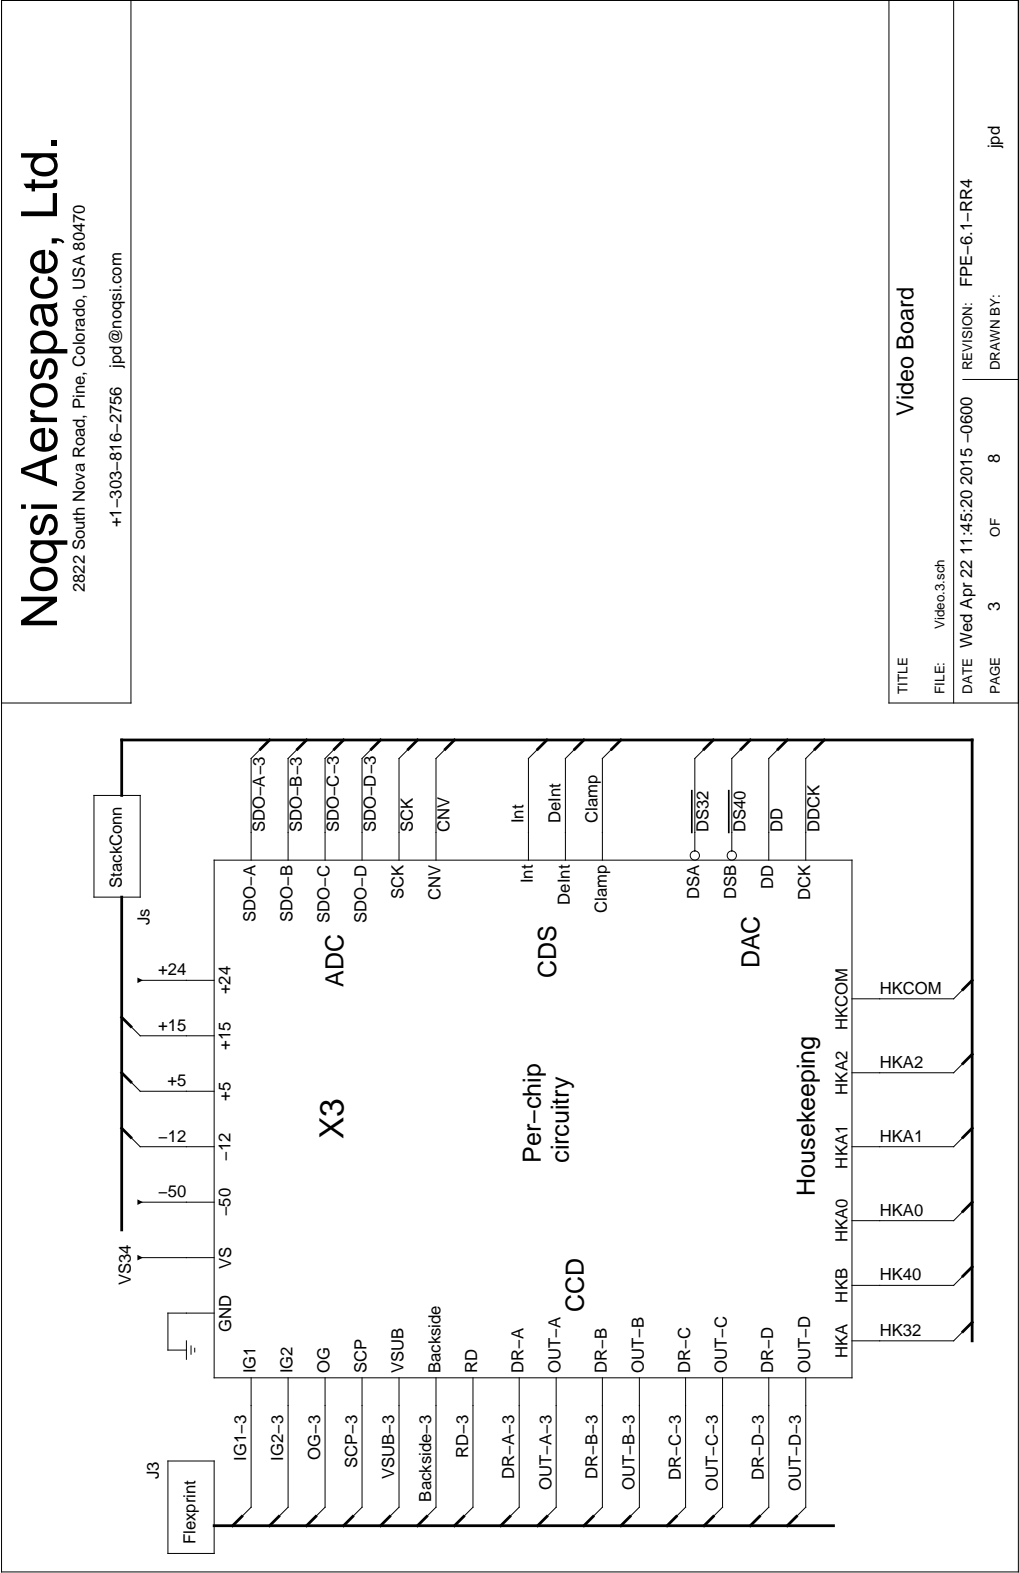 Noqsi Aerospace, Ltd.
2822 South Nova Road, Pine, Colorado, USA 80470
+1−303−816−2756 jpd@noqsi.com
J3
Flexprint
IG1−3
IG2−3
OG−3
SCP−3
VSUB−3
Backside−3
RD−3
DR−A−3
OUT−A−3
DR−B−3
OUT−B−3
DR−C−3
OUT−C−3
DR−D−3
OUT−D−3
IG1
IG2
OG
SCP
VSUB
Backside
RD
DR−A
OUT−A
DR−B
OUT−B
DR−C
OUT−C
DR−D
OUT−D
CCD
VS34
−50
−12
+5
+15
+24
GND
VS
−50
−12
+5
+15
+24
X3
Per−chip
circuitry
Housekeeping
HKA
HKB
HKA0
HKA1
HKA2
HKCOM
HK32
HK40
HKA0
HKA1
HKA2
HKCOM
Js
StackConn
ADC
CDS
DAC
SDO−A
SDO−B
SDO−C
SDO−D
SCK
CNV
Int
DeInt
Clamp
DSA
DSB
DD
DCK
SDO−A−3
SDO−B−3
SDO−C−3
SDO−D−3
SCK
CNV
Int
DeInt
Clamp
DS32
DS40
DD
DDCK
TITLE
Video Board
FILE: Video.3.sch
DATE Wed Apr 22 11:45:20 2015 −0600
REVISION: FPE−6.1−RR4
PAGE 3 OF 8
DRAWN BY: jpd